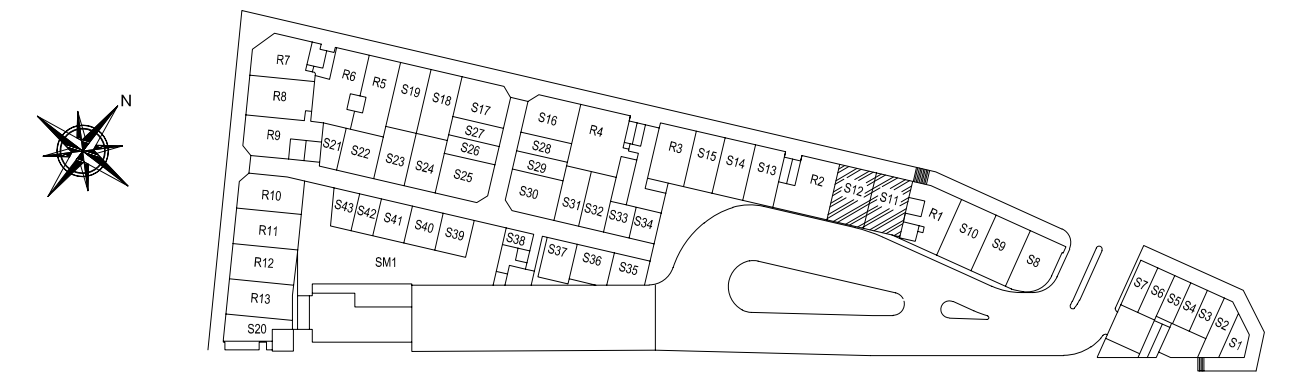 N
R7
R8
R9
R6
R5
S19
S18
S17
S27
S26
S25
S21
S22
S23
S24
S16
S28
S29
S30
R4
S31
S32
S33
S34
R3
S15
S14
S13
R2
S12
S11
R1
S10
S9
S8
R10
R11
R12
R13
S20
S43
S42
S41
S40
S39
SM1
S38
S37
S36
S35
S7
S6
S5
S4
S3
S2
S1